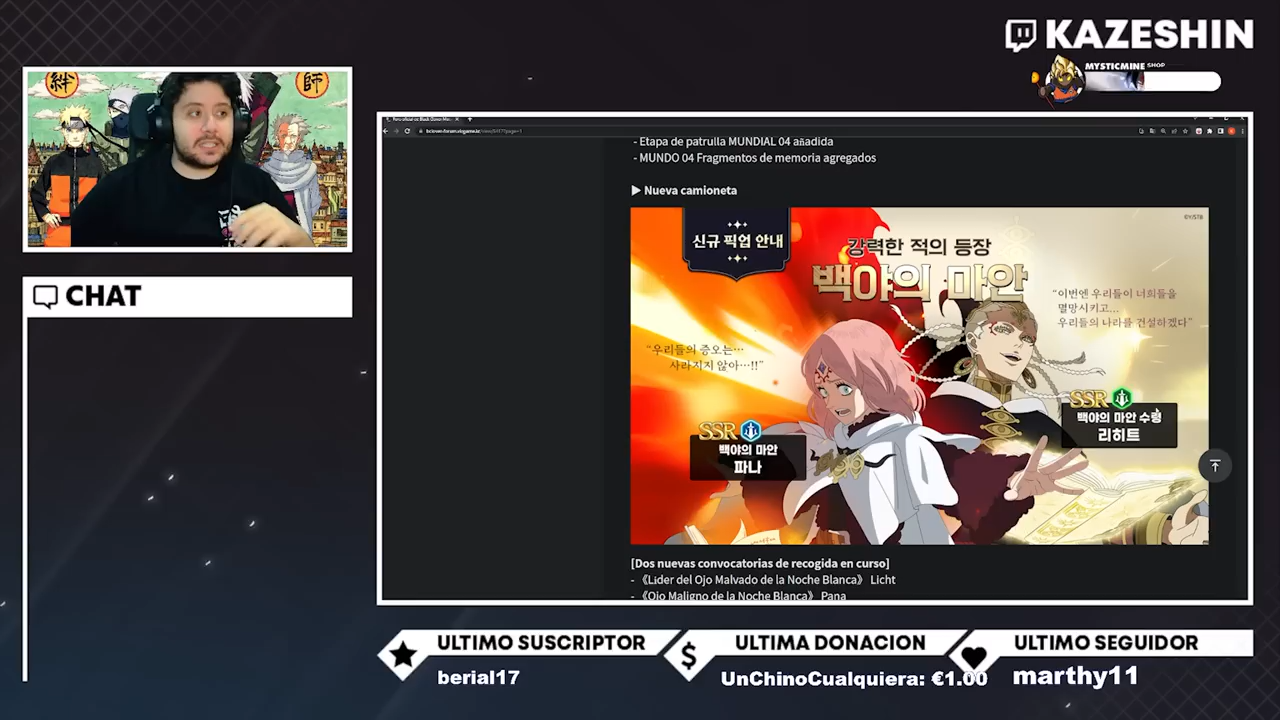 KAZESHIN
MYSTICMINE SHOP
絆
師
CHAT
- Etapa de patrulla MUNDIAL 04 añadida
- MUNDO 04 Fragmentos de memoria agregados
▶ Nueva camioneta
신규 픽업 안내
강력한 적의 등장
백야의 마안
“이번엔 우리들이 너희들을
멸망시키고...
우리들의 나라를 건설하겠다”
“우리들의 증오는…
사라지지 않아…!!”
SSR
백야의 마안 수령
리히트
SSR
백야의 마안
파나
[Dos nuevas convocatorias de recogida en curso]
- 《Líder del Ojo Malvado de la Noche Blanca》 Licht
- 《Ojo Maligno de la Noche Blanca》 Pana
ULTIMO SUSCRIPTOR
berial17
ULTIMA DONACION
UnChinoCualquiera: €1.00
ULTIMO SEGUIDOR
marthy11